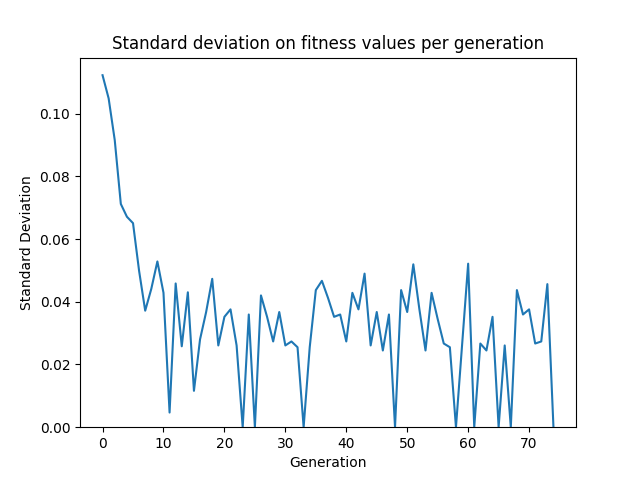 Standard deviation on fitness values per generation
Standard Deviation
0.10
0.08
0.06
0.04
0.02
0.00
0 10 20 30 40 50 60 70
Generation